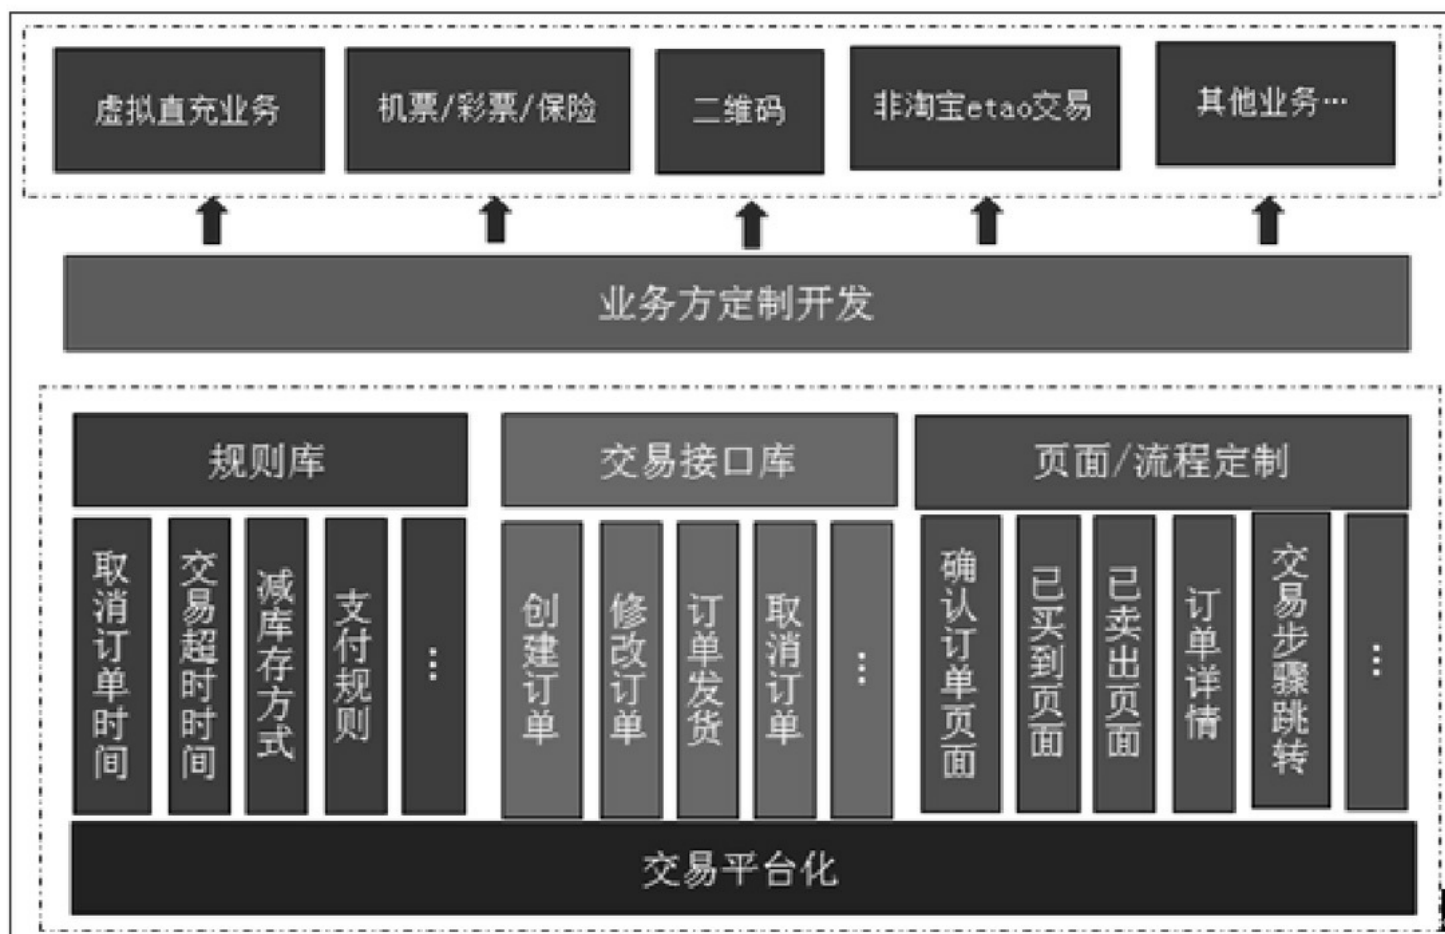 虚拟直充业务
机票/彩票/保险
二维码
非淘宝etao交易
其他业务…
业务方定制开发
规则库
交易接口库
页面/流程定制
取消订单时间
交易超时时间
减库存方式
支付规则
…
创建订单
修改订单
订单发货
取消订单
…
确认订单页面
已买到页面
已卖出页面
订单详情
交易步骤跳转
…
交易平台化